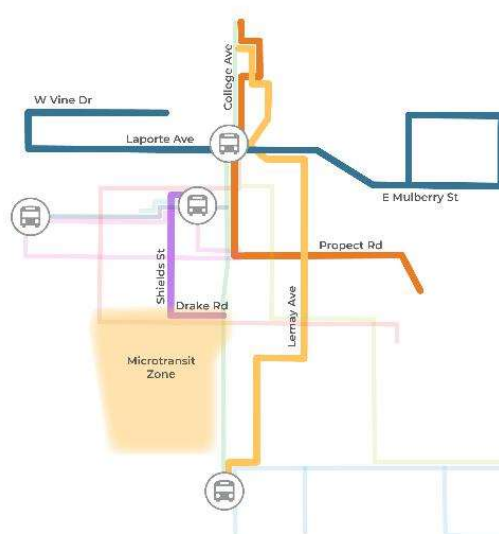 College Ave
W Vine Dr
Laporte Ave
E Mulberry St
Shields St
Propect Rd
Drake Rd
Lemay Ave
Microtransit
Zone